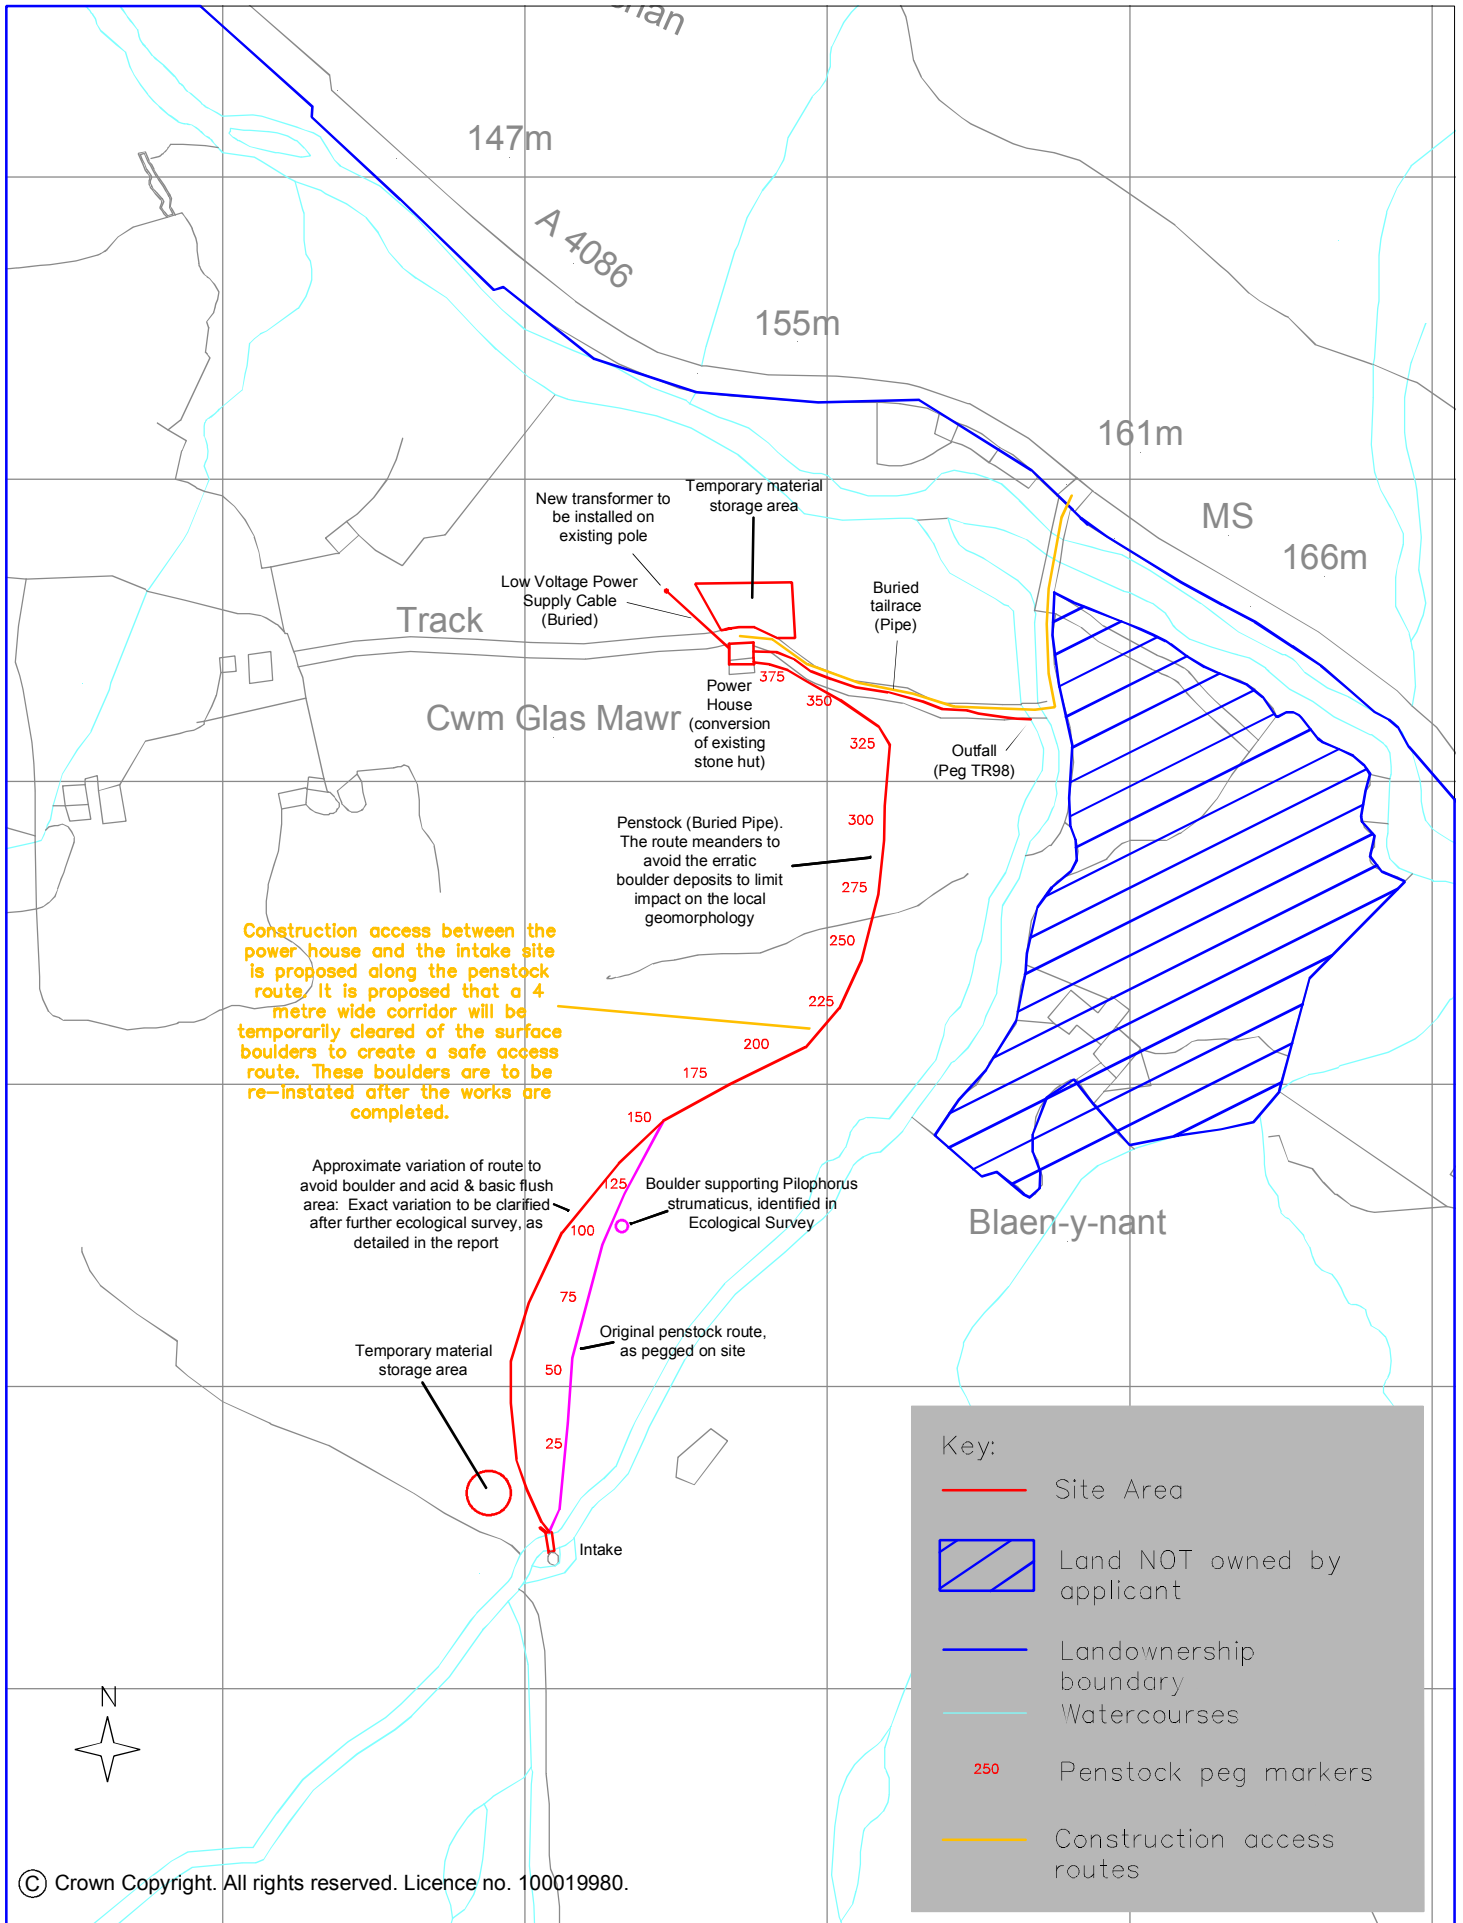 147m
A 4086
155m
161m
MS
166m
New transformer to
be installed on
existing pole
Temporary material
storage area
Low Voltage Power
Supply Cable
(Buried)
Buried
tailrace
(Pipe)
Track
Cwm Glas Mawr
Power
House
(conversion
of existing
stone hut)
375
350
325
Outfall
(Peg TR98)
300
Penstock (Buried Pipe).
The route meanders to
avoid the erratic
boulder deposits to limit
impact on the local
geomorphology
275
250
225
200
175
150
Construction access between the
power house and the intake site
is proposed along the penstock
route. It is proposed that a 4
metre wide corridor will be
temporarily cleared of the surface
boulders to create a safe access
route. These boulders are to be
re-instated after the works are
completed.
Approximate variation of route to
avoid boulder and acid & basic flush
area: Exact variation to be clarified
after further ecological survey, as
detailed in the report
125
Boulder supporting Pilophorus
strumaticus, identified in
Ecological Survey
100
Blaen-y-nant
75
Original penstock route,
as pegged on site
50
Temporary material
storage area
25
Intake
Key:
Site Area
Land NOT owned by
applicant
Landownership
boundary
Watercourses
250 Penstock peg markers
Construction access
routes
N
© Crown Copyright. All rights reserved. Licence no. 100019980.